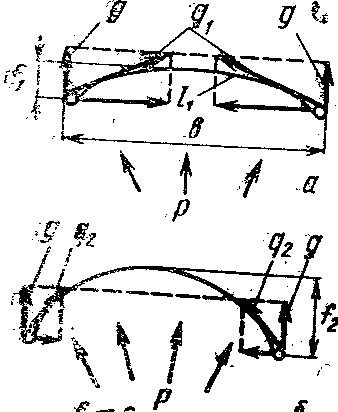 g g₁ g
f₁ l₁
в
P а
g g₂ q₂ g
f₂
P